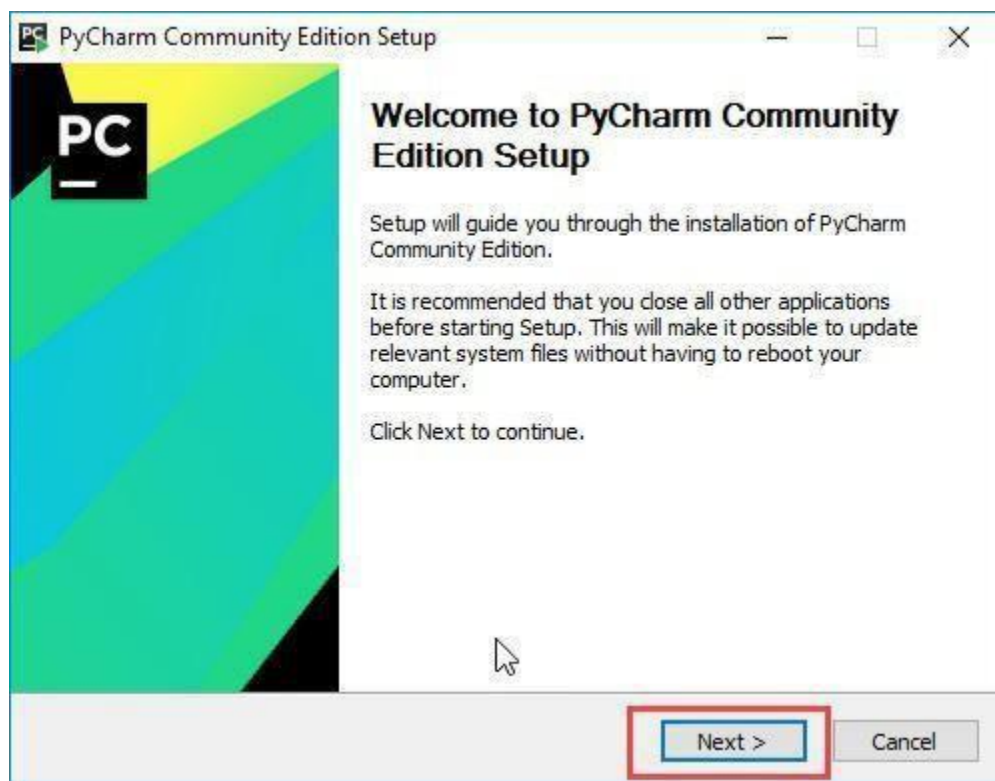 PyCharm Community Edition Setup
PC
Welcome to PyCharm Community
Edition Setup
Setup will guide you through the installation of PyCharm
Community Edition.
It is recommended that you close all other applications
before starting Setup. This will make it possible to update
relevant system files without having to reboot your
computer.
Click Next to continue.
Next >
Cancel